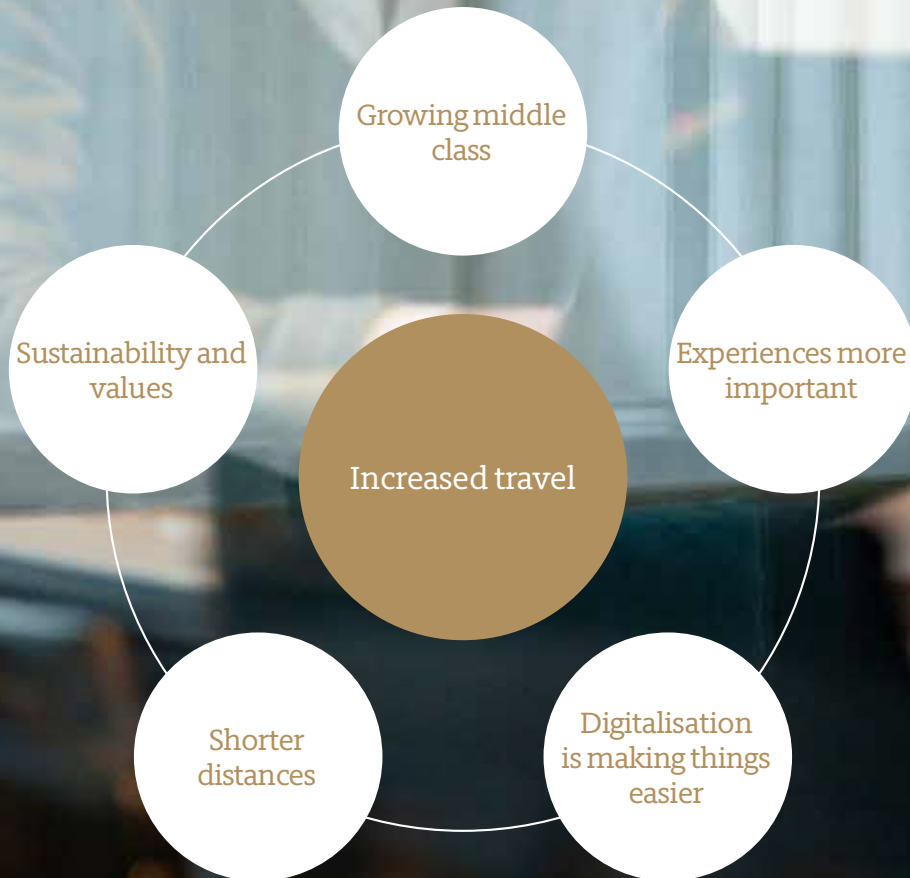 Growing middle
class
Sustainability and
values
Experiences more
important
Increased travel
Shorter
distances
Digitalisation
is making things
easier